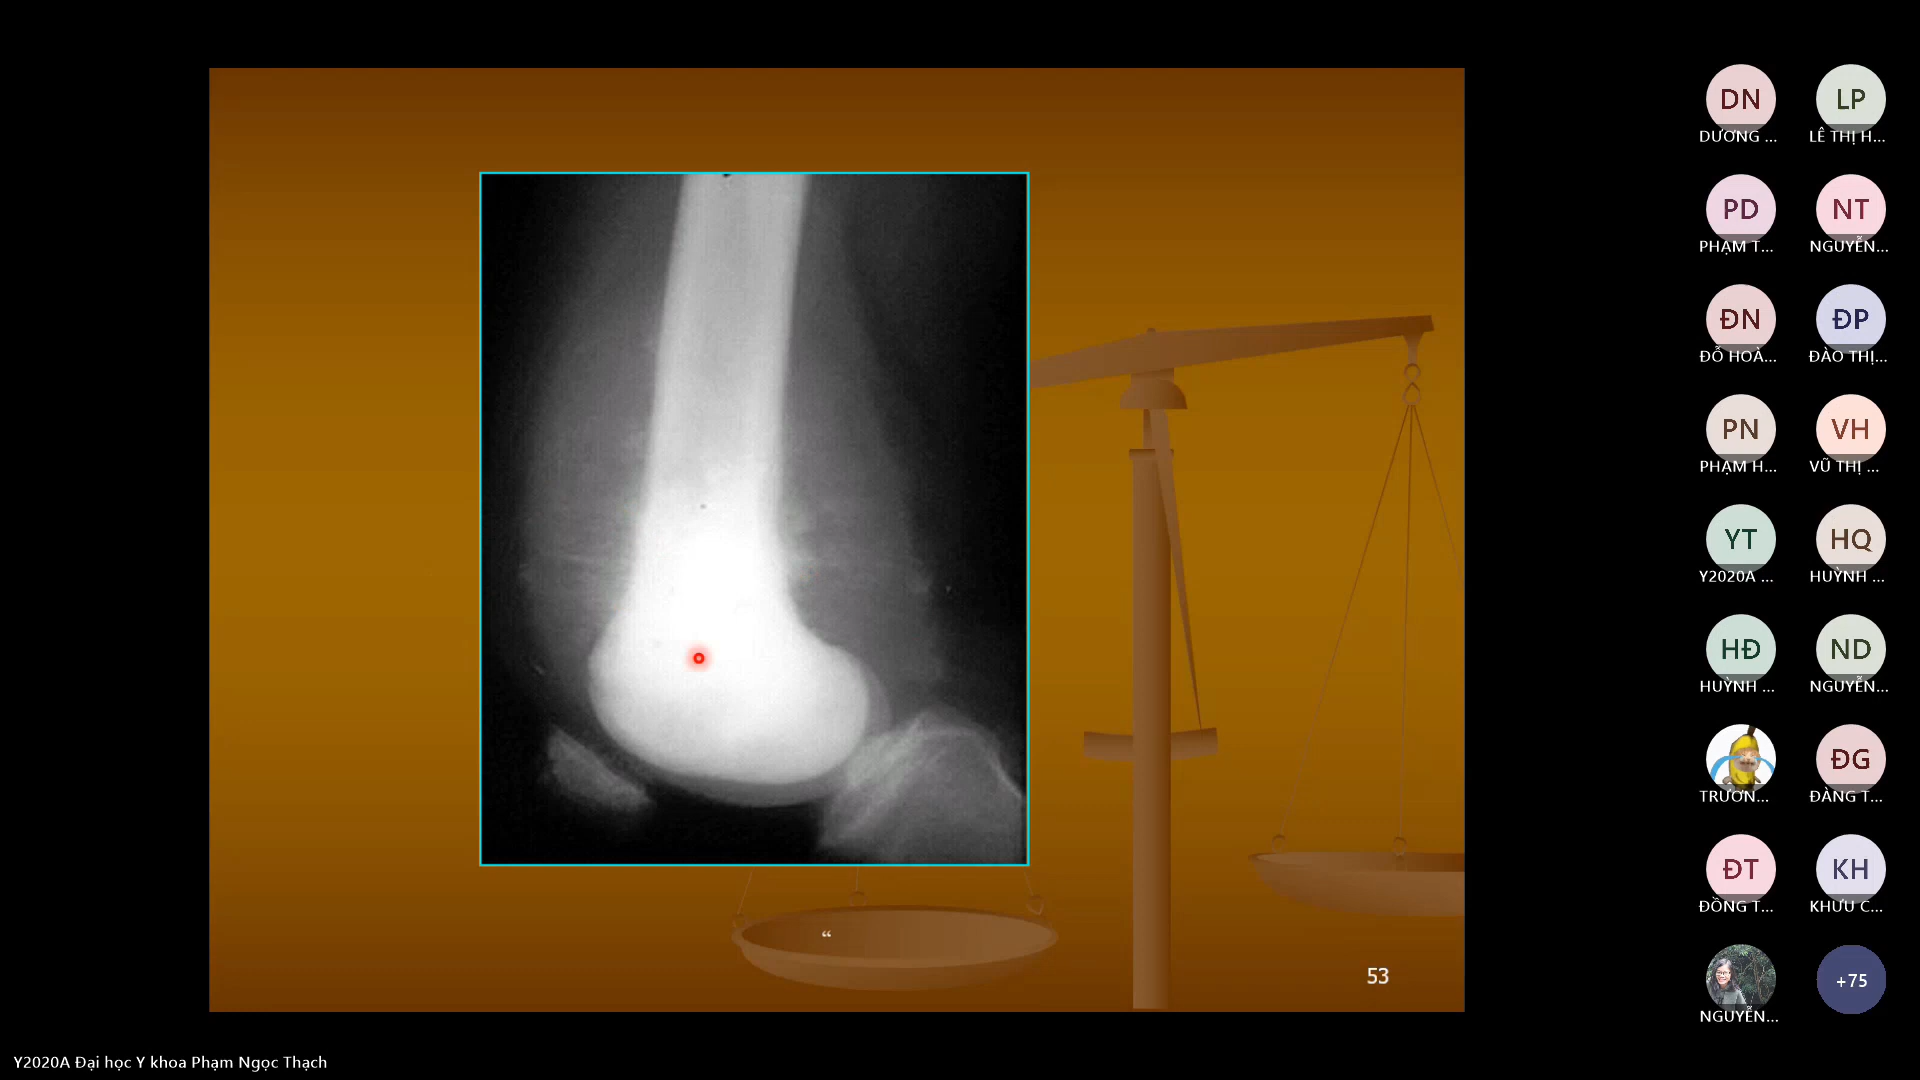 DN
LP
DƯƠNG ...
LÊ THỊ H...
PD
NT
PHẠM T...
NGUYỄN...
ĐN
ĐP
ĐỖ HOÀ...
ĐÀO THỊ...
PN
VH
PHẠM H...
VŨ THỊ ...
YT
HQ
Y2020A ...
HUỲNH ...
HĐ
ND
HUỲNH ...
NGUYỄN...
ĐG
TRƯƠN...
ĐÀNG T...
ĐT
KH
ĐỒNG T...
KHƯU C...
“
53
+75
NGUYỄN...
Y2020A Đại học Y khoa Phạm Ngọc Thạch